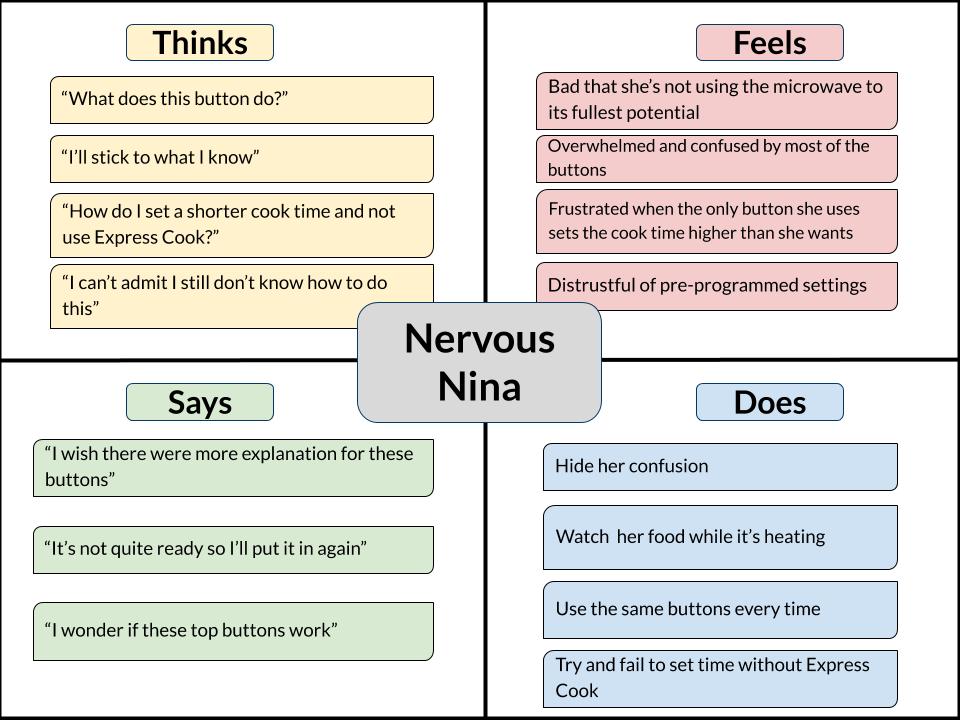 Thinks
“What does this button do?”
“I’ll stick to what I know”
“How do I set a shorter cook time and not
use Express Cook?”
“I can’t admit I still don’t know how to do
this”
Feels
Bad that she’s not using the microwave to
its fullest potential
Overwhelmed and confused by most of the
buttons
Frustrated when the only button she uses
sets the cook time higher than she wants
Distrustful of pre-programmed settings
Nervous
Nina
Says
“I wish there were more explanation for these
buttons”
“It’s not quite ready so I’ll put it in again”
“I wonder if these top buttons work”
Does
Hide her confusion
Watch  her food while it’s heating
Use the same buttons every time
Try and fail to set time without Express
Cook